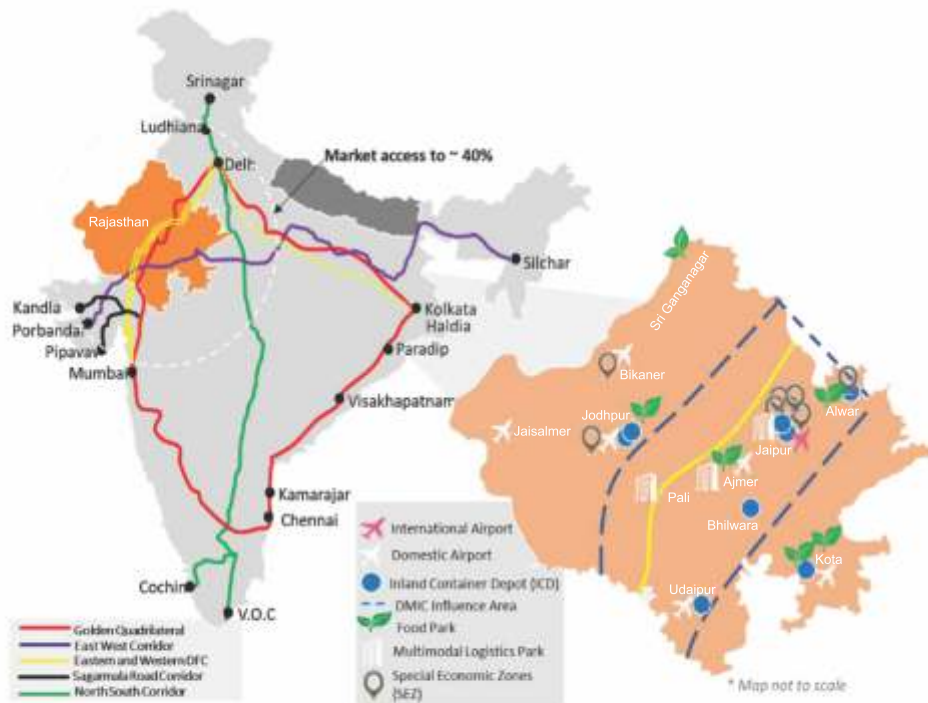 Srinagar
Ludhiana
Delh
Market access to ~ 40%
Rajasthan
Silchar
Kandla
Porbanda
Pipavav
Mumbai
Kolkata
Haldia
Paradip
Visakhapatnam
Kamarajar
Chennai
Cochin
V.O.C
Golden Quadrilateral
East West Corridor
Eastern and Western DFC
Sagarmala Road Corridor
North South Corridor
International Airport
Domestic Airport
Inland Container Depot (ICD)
DMIC Influence Area
Food Park
Multimodal Logistics Park
Special Economic Zones
(SEZ)
Sri Ganganagar
Bikaner
Jodhpur
Jaisalmer
Alwar
Jaipur
Ajmer
Pali
Bhilwara
Kota
Udaipur
* Map not to scale